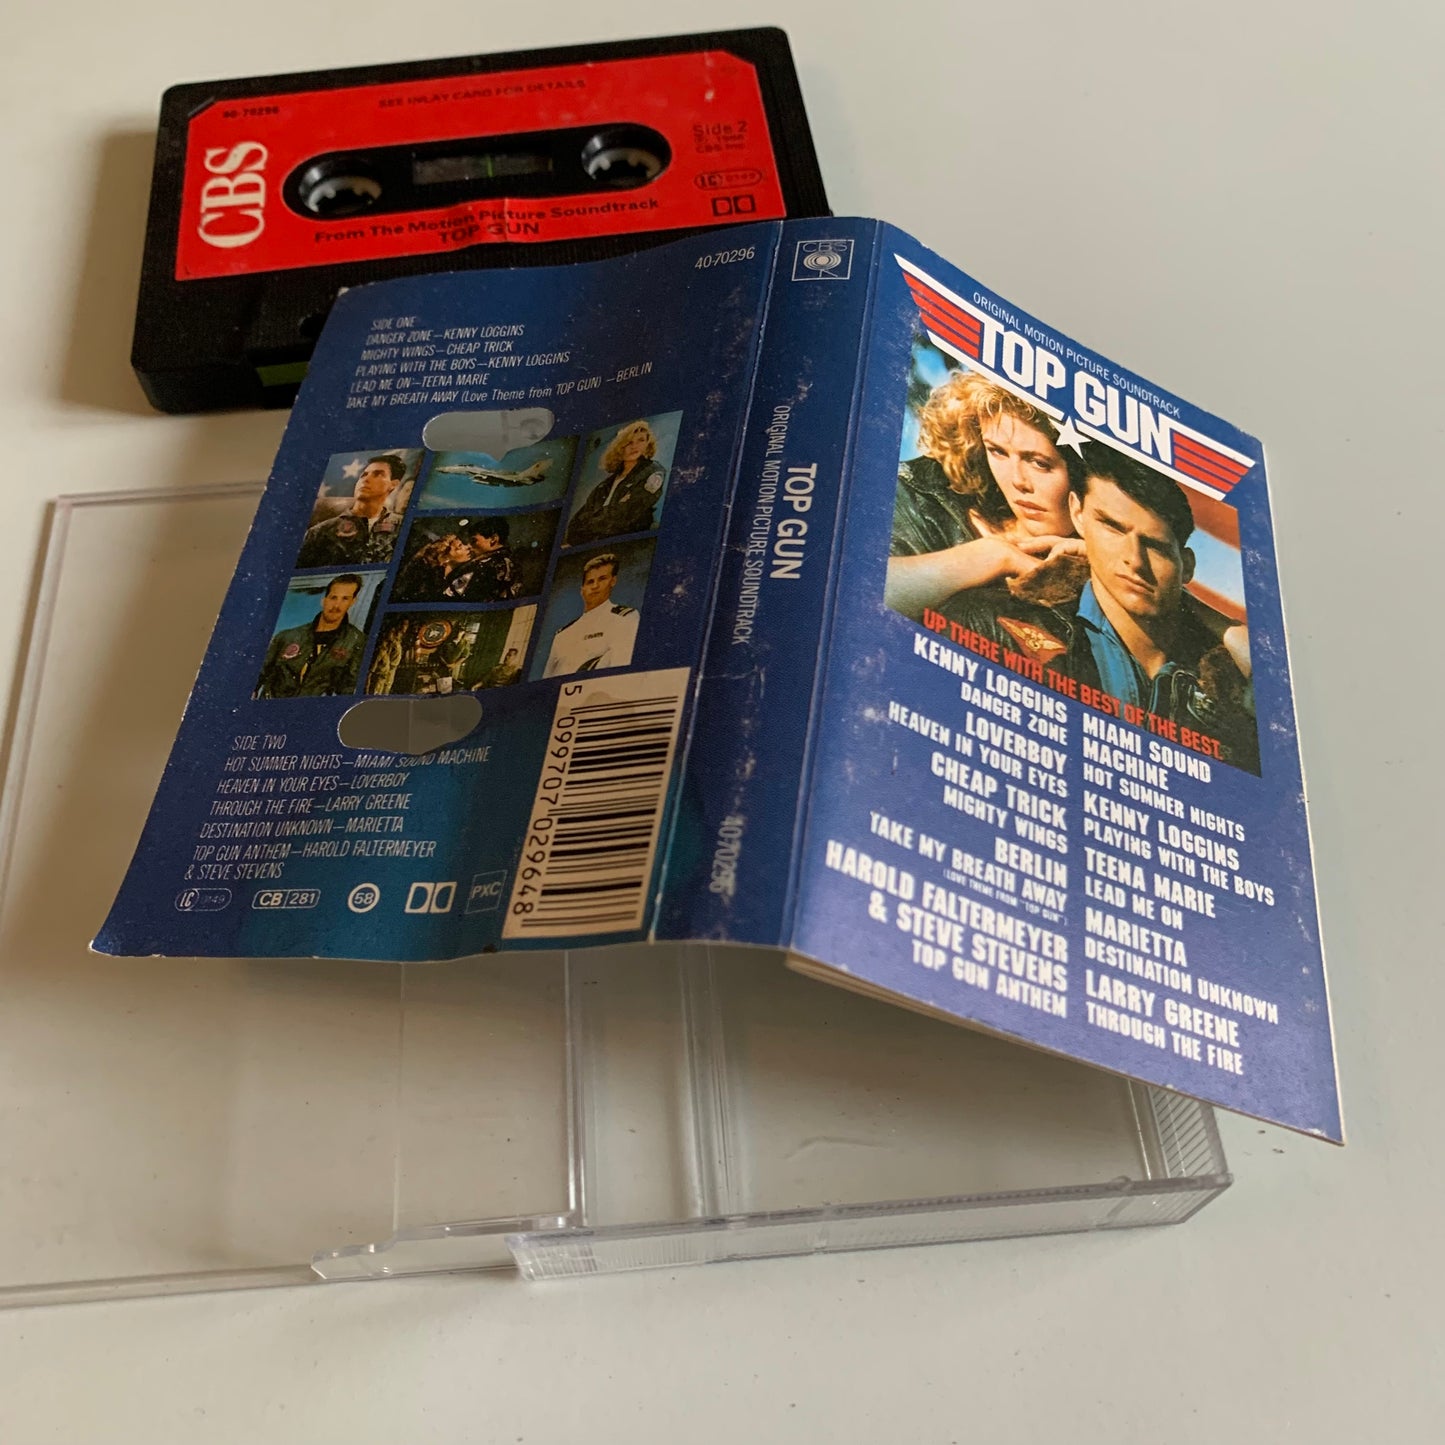 40-70296
SEE INLAY CARD FOR DETAILS
CBS
Side 2
℗ 1986
CBS Inc
LC 0149
From The Motion Picture Soundtrack
TOP GUN
40-70296
SIDE ONE
DANGER ZONE—KENNY LOGGINS
MIGHTY WINGS—CHEAP TRICK
PLAYING WITH THE BOYS—KENNY LOGGINS
LEAD ME ON—TEENA MARIE
TAKE MY BREATH AWAY (Love Theme from TOP GUN) —BERLIN
SIDE TWO
HOT SUMMER NIGHTS—MIAMI SOUND MACHINE
HEAVEN IN YOUR EYES—LOVERBOY
THROUGH THE FIRE—LARRY GREENE
DESTINATION UNKNOWN—MARIETTA
TOP GUN ANTHEM—HAROLD FALTERMEYER
& STEVE STEVENS
LC 0149
CB 281
58
PXC
5 099707 029648
CBS
TOP GUN
ORIGINAL MOTION PICTURE SOUNDTRACK
40-70296
ORIGINAL MOTION PICTURE SOUNDTRACK
TOP GUN
UP THERE WITH THE BEST OF THE BEST.
KENNY LOGGINS
DANGER ZONE
LOVERBOY
HEAVEN IN YOUR EYES
CHEAP TRICK
MIGHTY WINGS
BERLIN
TAKE MY BREATH AWAY
(LOVE THEME FROM "TOP GUN")
HAROLD FALTERMEYER
& STEVE STEVENS
TOP GUN ANTHEM
MIAMI SOUND
MACHINE
HOT SUMMER NIGHTS
KENNY LOGGINS
PLAYING WITH THE BOYS
TEENA MARIE
LEAD ME ON
MARIETTA
DESTINATION UNKNOWN
LARRY GREENE
THROUGH THE FIRE